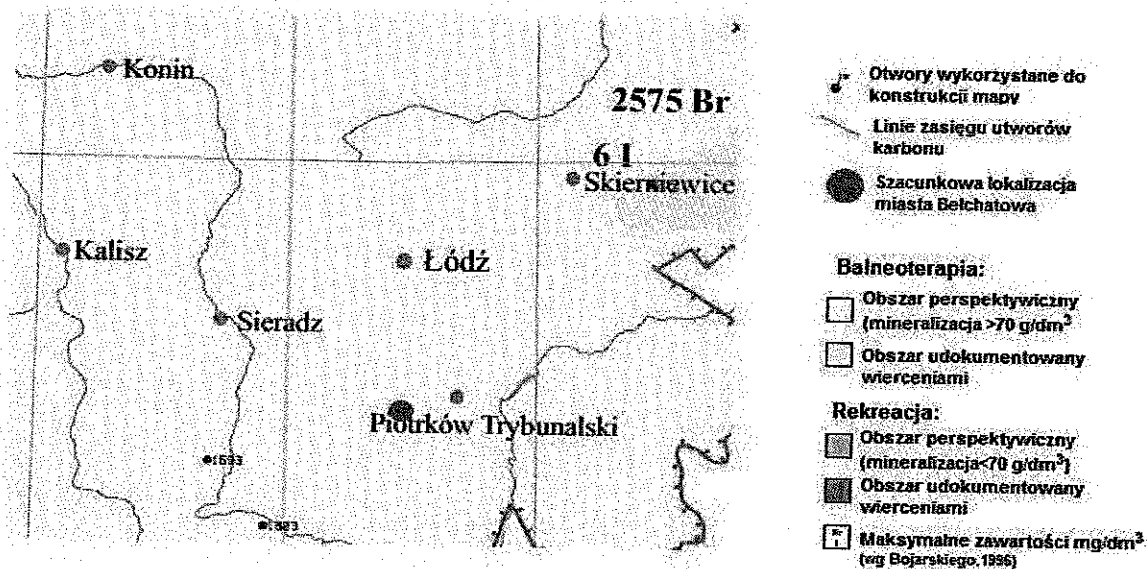 Konin
2575 Br
6 I
Skierniewice
Kalisz
Łódź
Sieradz
Piotrków Trybunalski
Otwory wykorzystane do
konstrukcji mapy
Linie zasięgu utworów
karbonu
Szacunkowa lokalizacja
miasta Bełchatowa
Balneoterapia:
Obszar perspektywiczny
(mineralizacja >70 g/dm³
Obszar udokumentowany
wierceniami
Rekreacja:
Obszar perspektywiczny
(mineralizacja<70 g/dm³)
Obszar udokumentowany
wierceniami
Maksymalne zawartości mg/dm³
(wg Bojarskiego, 1996)